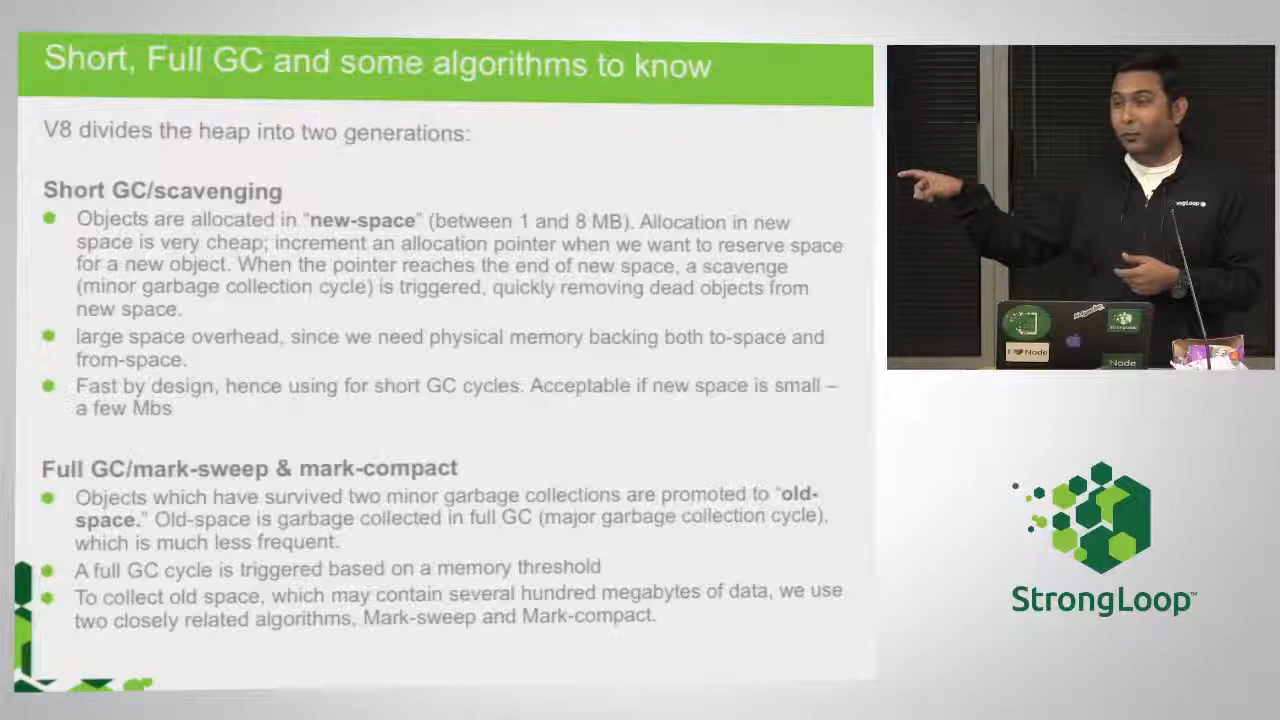 Short, Full GC and some algorithms to know
V8 divides the heap into two generations:
Short GC/scavenging
Objects are allocated in “new-space” (between 1 and 8 MB). Allocation in new
space is very cheap; increment an allocation pointer when we want to reserve space
for a new object. When the pointer reaches the end of new space, a scavenge
(minor garbage collection cycle) is triggered, quickly removing dead objects from
new space.
large space overhead, since we need physical memory backing both to-space and
from-space.
Fast by design, hence using for short GC cycles. Acceptable if new space is small –
a few Mbs
Full GC/mark-sweep & mark-compact
Objects which have survived two minor garbage collections are promoted to “old-
space.” Old-space is garbage collected in full GC (major garbage collection cycle),
which is much less frequent.
A full GC cycle is triggered based on a memory threshold
To collect old space, which may contain several hundred megabytes of data, we use
two closely related algorithms, Mark-sweep and Mark-compact.
StrongLoop
I Node
Node
StrongLoop™